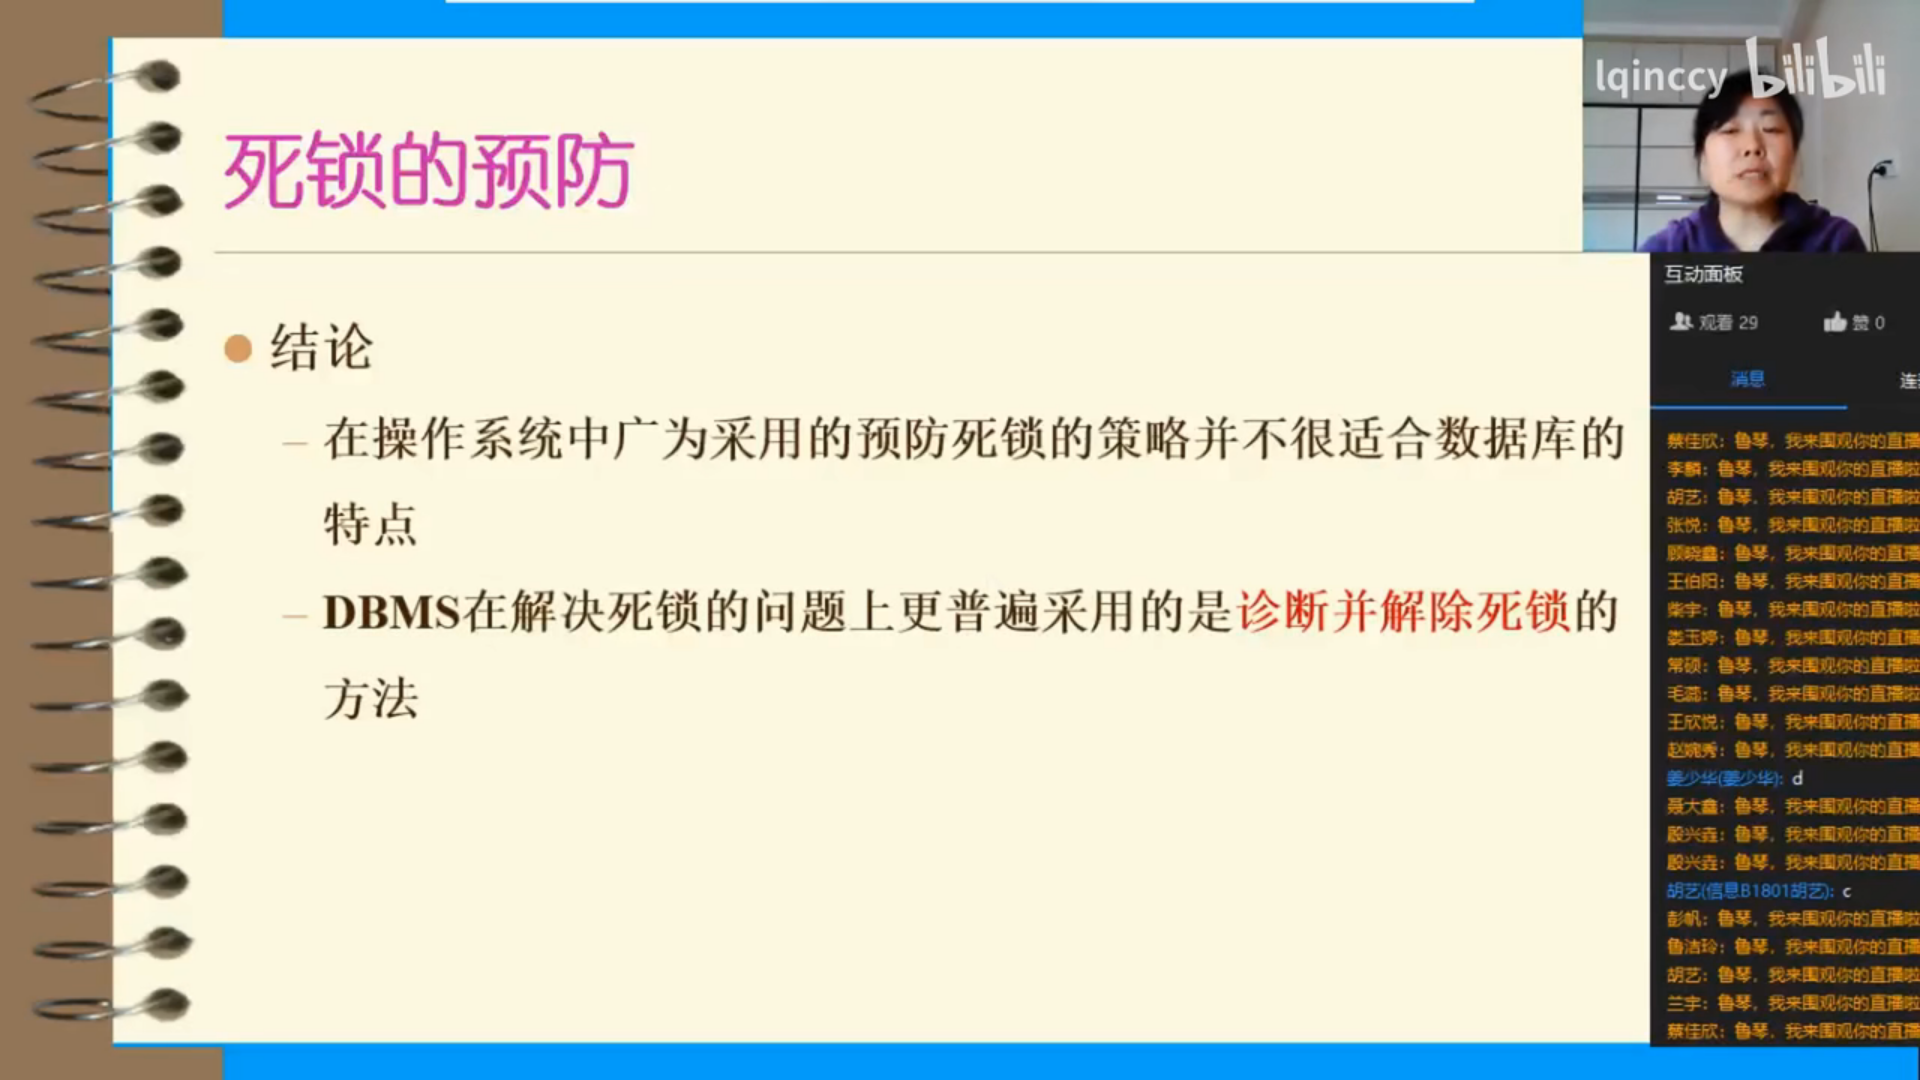 lqinccy bilibili
死锁的预防
结论
在操作系统中广为采用的预防死锁的策略并不很适合数据库的
特点
DBMS在解决死锁的问题上更普遍采用的是诊断并解除死锁的
方法
互动面板
观看 29
赞 0
消息
蔡佳欣：鲁琴，我来围观你的直播啦
李麟：鲁琴，我来围观你的直播啦
胡艺：鲁琴，我来围观你的直播啦
张悦：鲁琴，我来围观你的直播啦
顾晓鑫：鲁琴，我来围观你的直播啦
王伯阳：鲁琴，我来围观你的直播啦
柴宇：鲁琴，我来围观你的直播啦
娄玉婷：鲁琴，我来围观你的直播啦
常硕：鲁琴，我来围观你的直播啦
毛蕊：鲁琴，我来围观你的直播啦
王欣悦：鲁琴，我来围观你的直播啦
赵婉秀：鲁琴，我来围观你的直播啦
姜少华(姜少华)：d
聂大鑫：鲁琴，我来围观你的直播啦
殷兴垚：鲁琴，我来围观你的直播啦
殷兴垚：鲁琴，我来围观你的直播啦
胡艺(信息B1801胡艺)：c
彭帆：鲁琴，我来围观你的直播啦
鲁洁玲：鲁琴，我来围观你的直播啦
胡艺：鲁琴，我来围观你的直播啦
兰宇：鲁琴，我来围观你的直播啦
蔡佳欣：鲁琴，我来围观你的直播啦